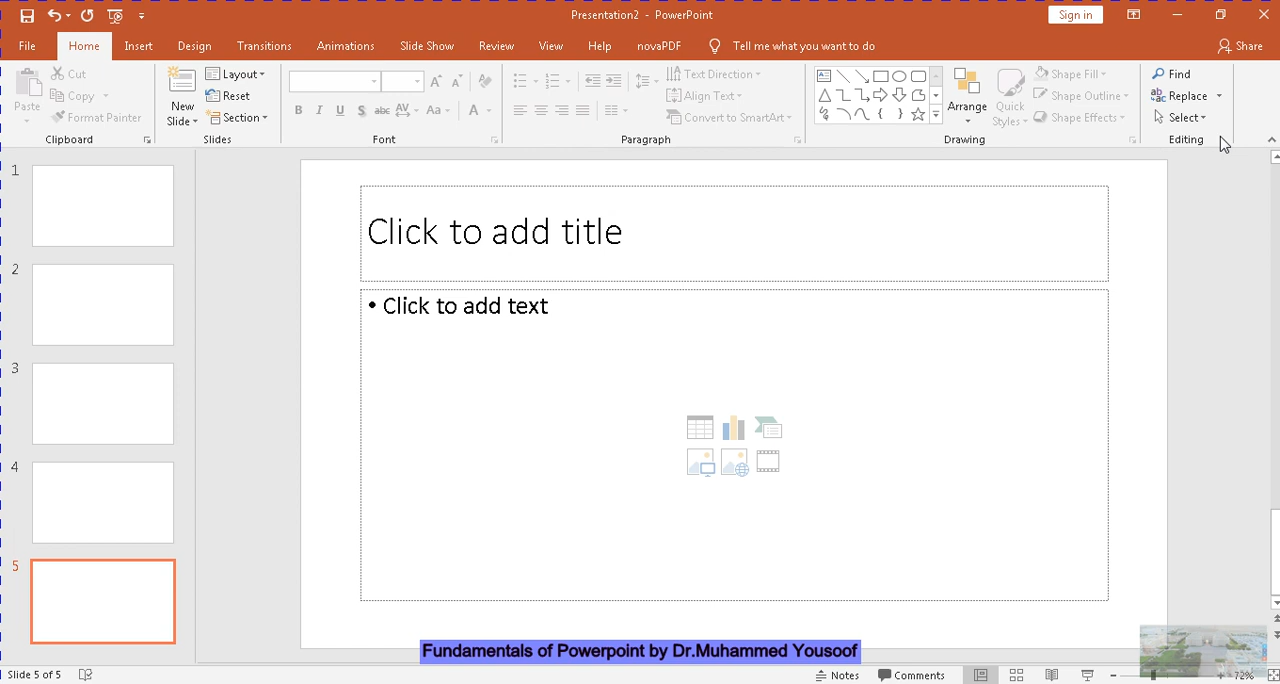 Presentation2 - PowerPoint
Sign in
File Home Insert Design Transitions Animations Slide Show Review View Help novaPDF Tell me what you want to do Share
Paste
Cut
Copy
Format Painter
Clipboard
New Slide
Layout
Reset
Section
Slides
B I U S abc AV Aa A
Font
Text Direction
Align Text
Convert to SmartArt
Paragraph
Arrange
Quick Styles
Shape Fill
Shape Outline
Shape Effects
Drawing
Find
Replace
Select
Editing
1
2
3
4
5
Click to add title
• Click to add text
Fundamentals of Powerpoint by Dr.Muhammed Yousoof
Slide 5 of 5
Notes
Comments
72%